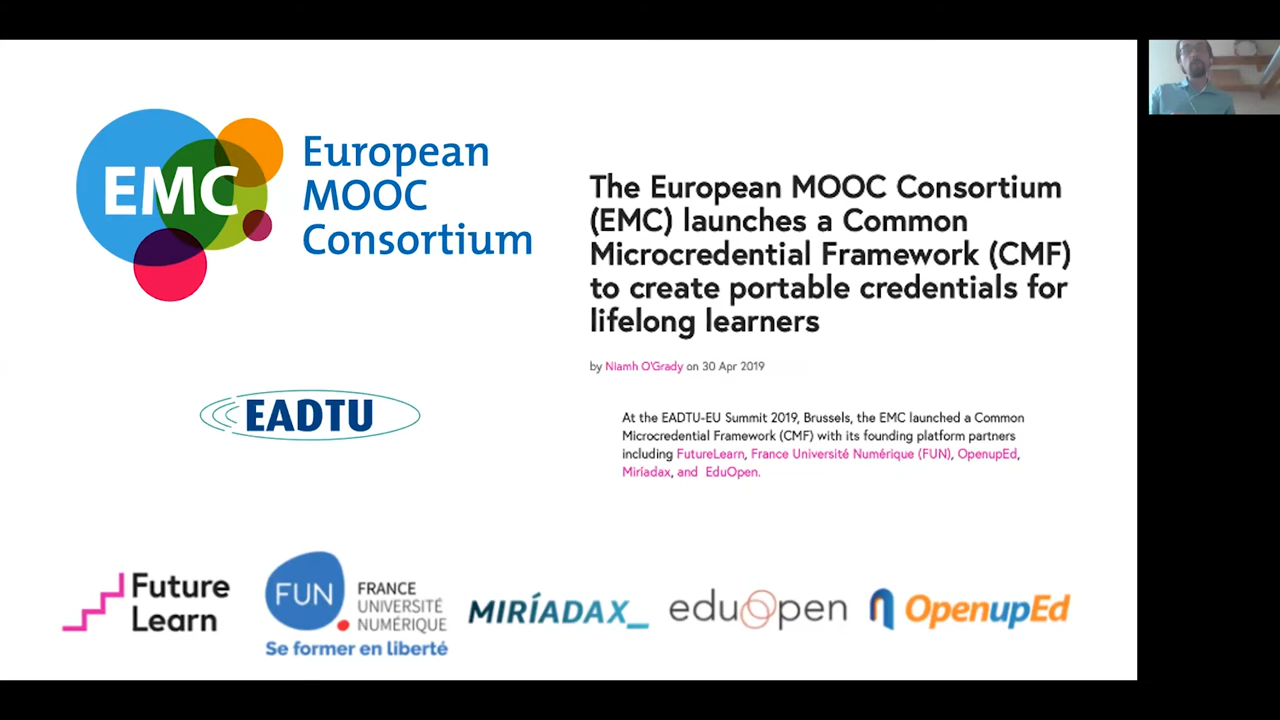 EMC
European
MOOC
Consortium
The European MOOC Consortium
(EMC) launches a Common
Microcredential Framework (CMF)
to create portable credentials for
lifelong learners
by Niamh O'Grady on 30 Apr 2019
EADTU
At the EADTU-EU Summit 2019, Brussels, the EMC launched a Common
Microcredential Framework (CMF) with its founding platform partners
including FutureLearn, France Université Numérique (FUN), OpenupEd,
Miríadax, and EduOpen.
Future
Learn
FUN
FRANCE
UNIVERSITÉ
NUMÉRIQUE
Se former en liberté
MIRÍADAX_
eduopen
OpenupEd